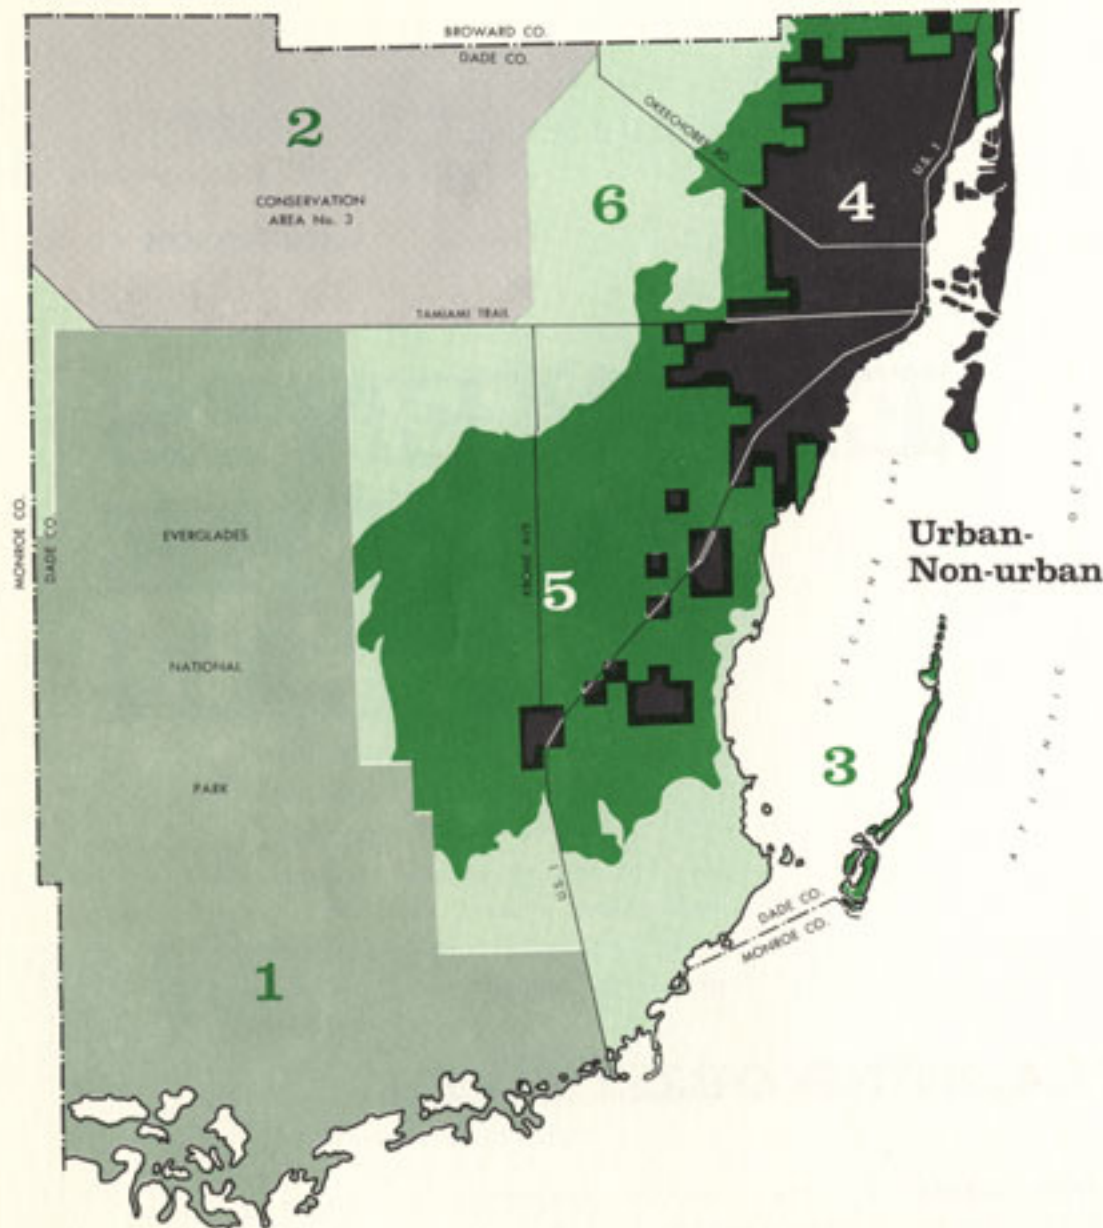 BROWARD CO.
DADE CO.
2
CONSERVATION
AREA No. 3
OKEECHOBEE RD.
6
U.S. 1
4
TAMIAMI TRAIL
MONROE CO.
DADE CO.
EVERGLADES
NATIONAL
PARK
KROME AVE.
5
Urban-
Non-urban
BISCAYNE BAY
ATLANTIC OCEAN
3
U.S. 1
DADE CO.
MONROE CO.
1